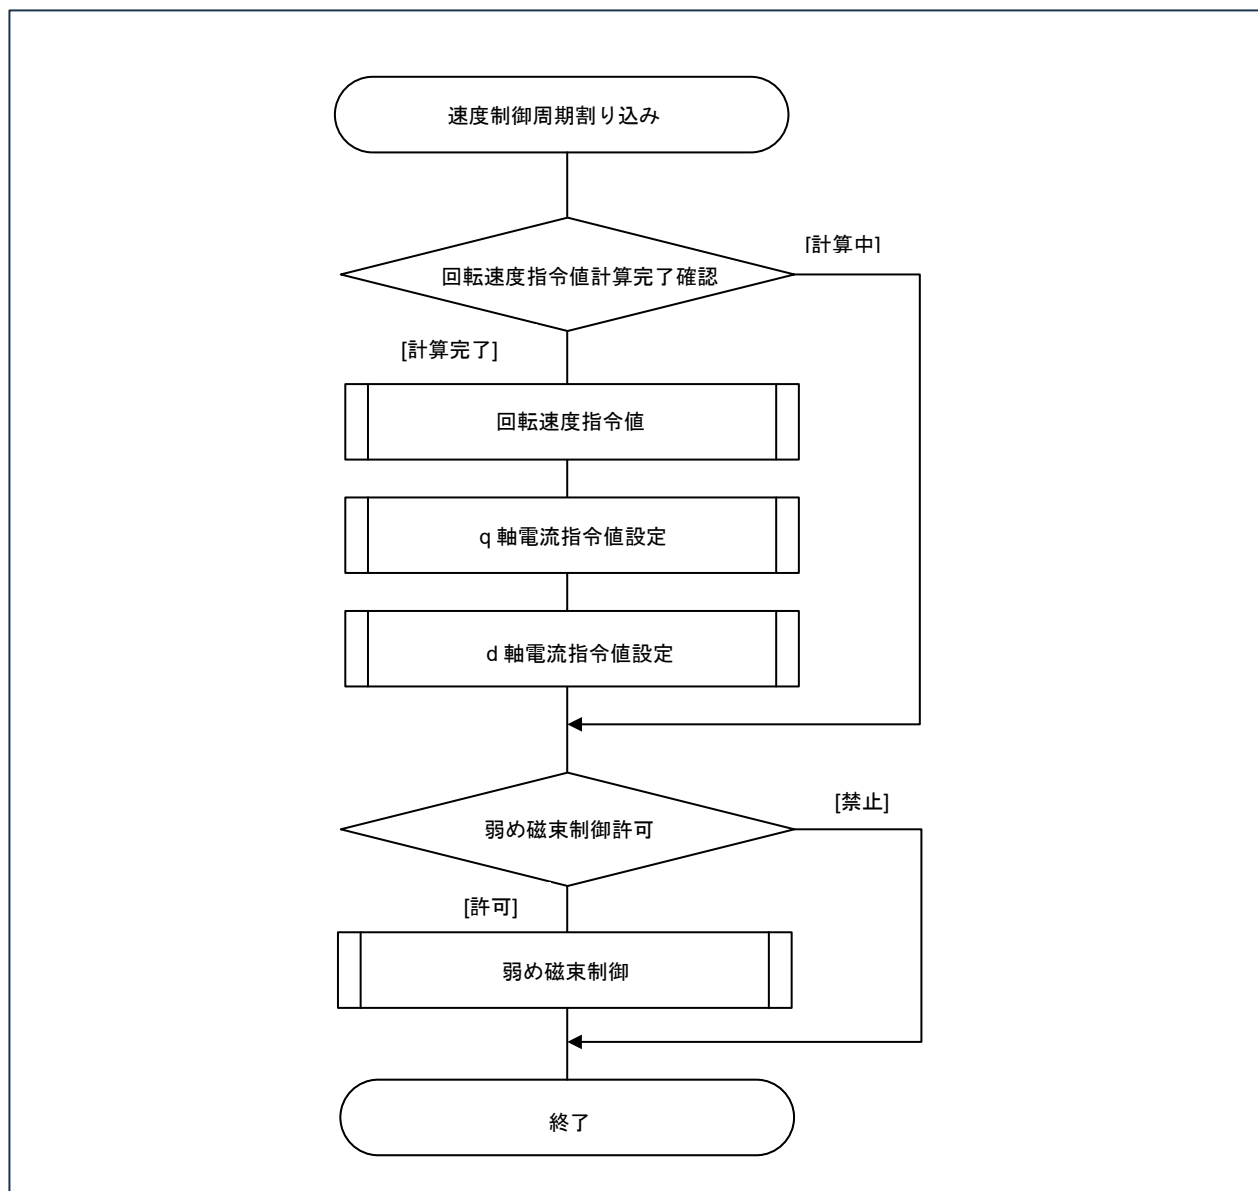 速度制御周期割り込み
[計算中]
回転速度指令値計算完了確認
[計算完了]
回転速度指令値
q 軸電流指令値設定
d 軸電流指令値設定
[禁止]
弱め磁束制御許可
[許可]
弱め磁束制御
終了